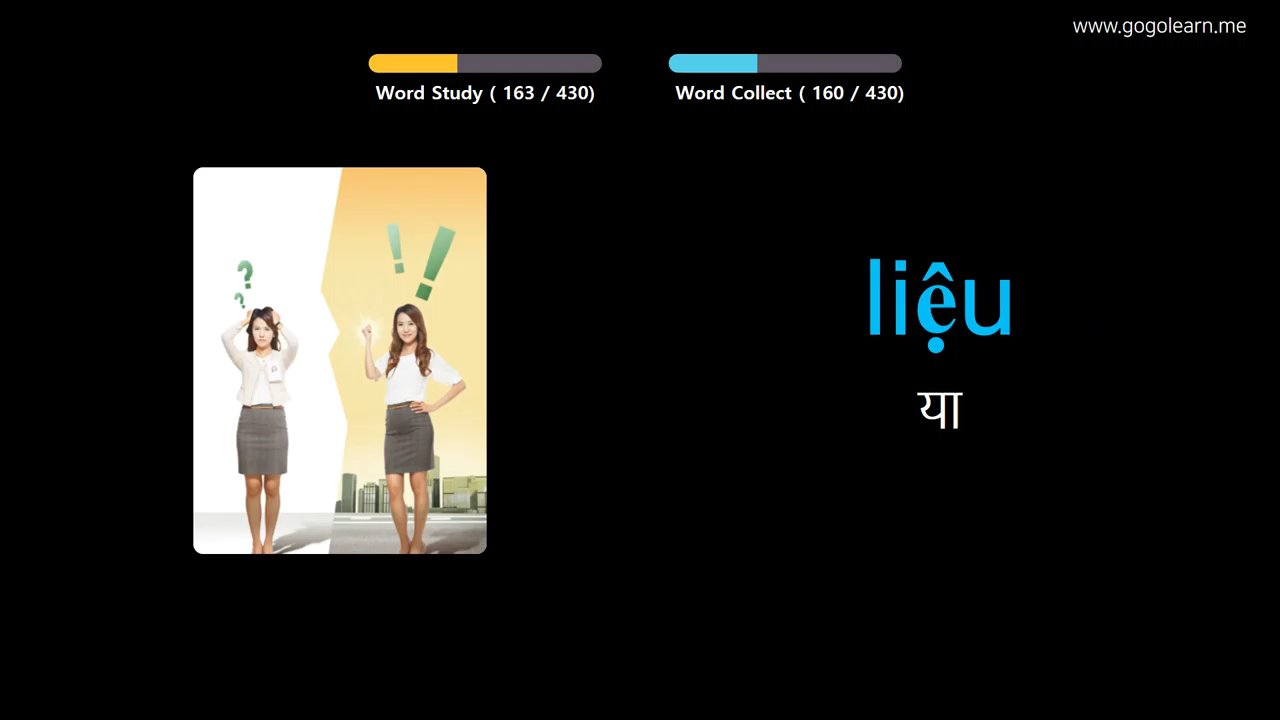 www.gogolearn.me
Word Study ( 163 / 430)
Word Collect ( 160 / 430)
??
!!
liệu
या